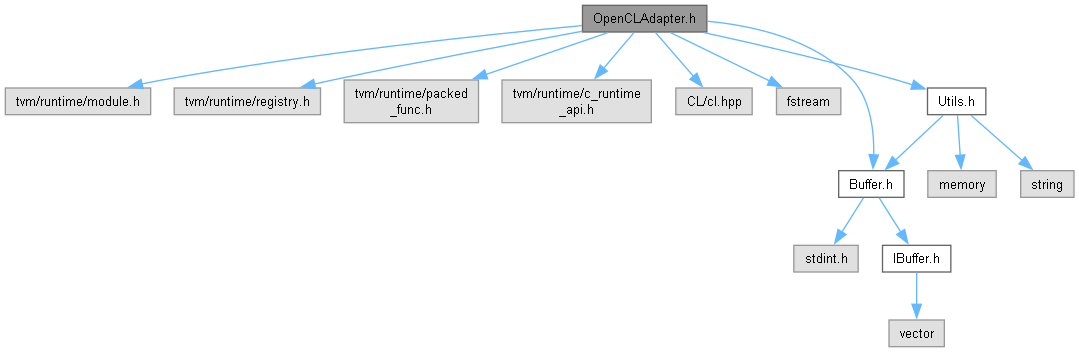 OpenCLAdapter.h
tvm/runtime/module.h
tvm/runtime/registry.h
tvm/runtime/packed
_func.h
tvm/runtime/c_runtime
_api.h
CL/cl.hpp
fstream
Utils.h
Buffer.h
memory
string
stdint.h
IBuffer.h
vector